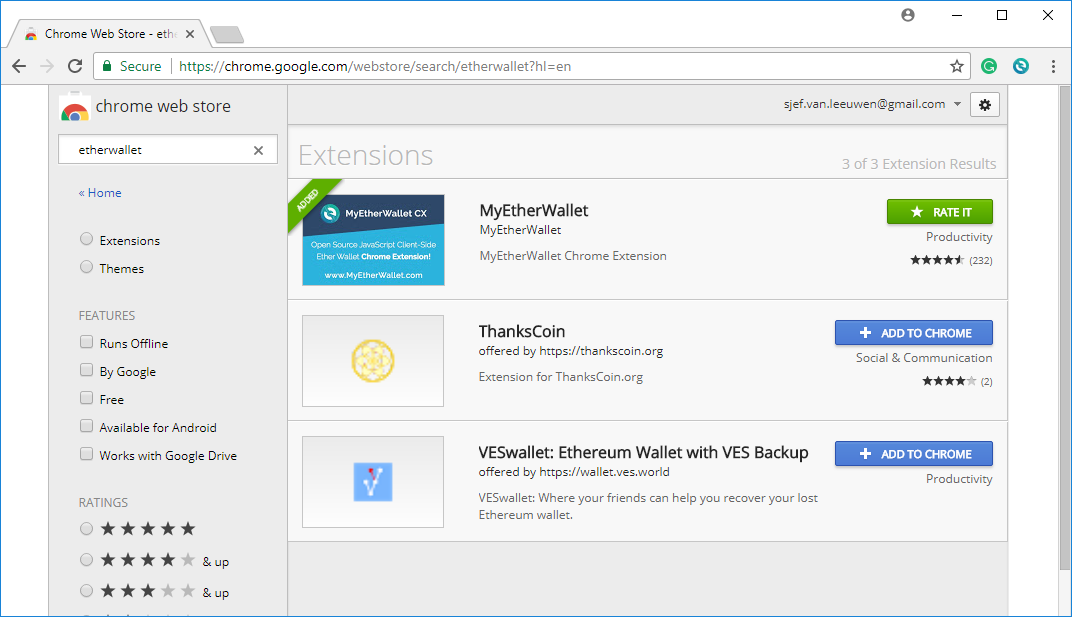 Chrome Web Store - eth
Secure
https://chrome.google.com/webstore/search/etherwallet?hl=en
chrome web store
sjef.van.leeuwen@gmail.com
etherwallet
« Home
Extensions
Themes
FEATURES
Runs Offline
By Google
Free
Available for Android
Works with Google Drive
RATINGS
& up
& up
Extensions
3 of 3 Extension Results
ADDED
MyEtherWallet CX
Open Source JavaScript Client-Side
Ether Wallet Chrome Extension!
www.MyEtherWallet.com
MyEtherWallet
MyEtherWallet
MyEtherWallet Chrome Extension
RATE IT
Productivity
(232)
ThanksCoin
offered by https://thankscoin.org
Extension for ThanksCoin.org
ADD TO CHROME
Social & Communication
(2)
VESwallet: Ethereum Wallet with VES Backup
offered by https://wallet.ves.world
VESwallet: Where your friends can help you recover your lost
Ethereum wallet.
ADD TO CHROME
Productivity